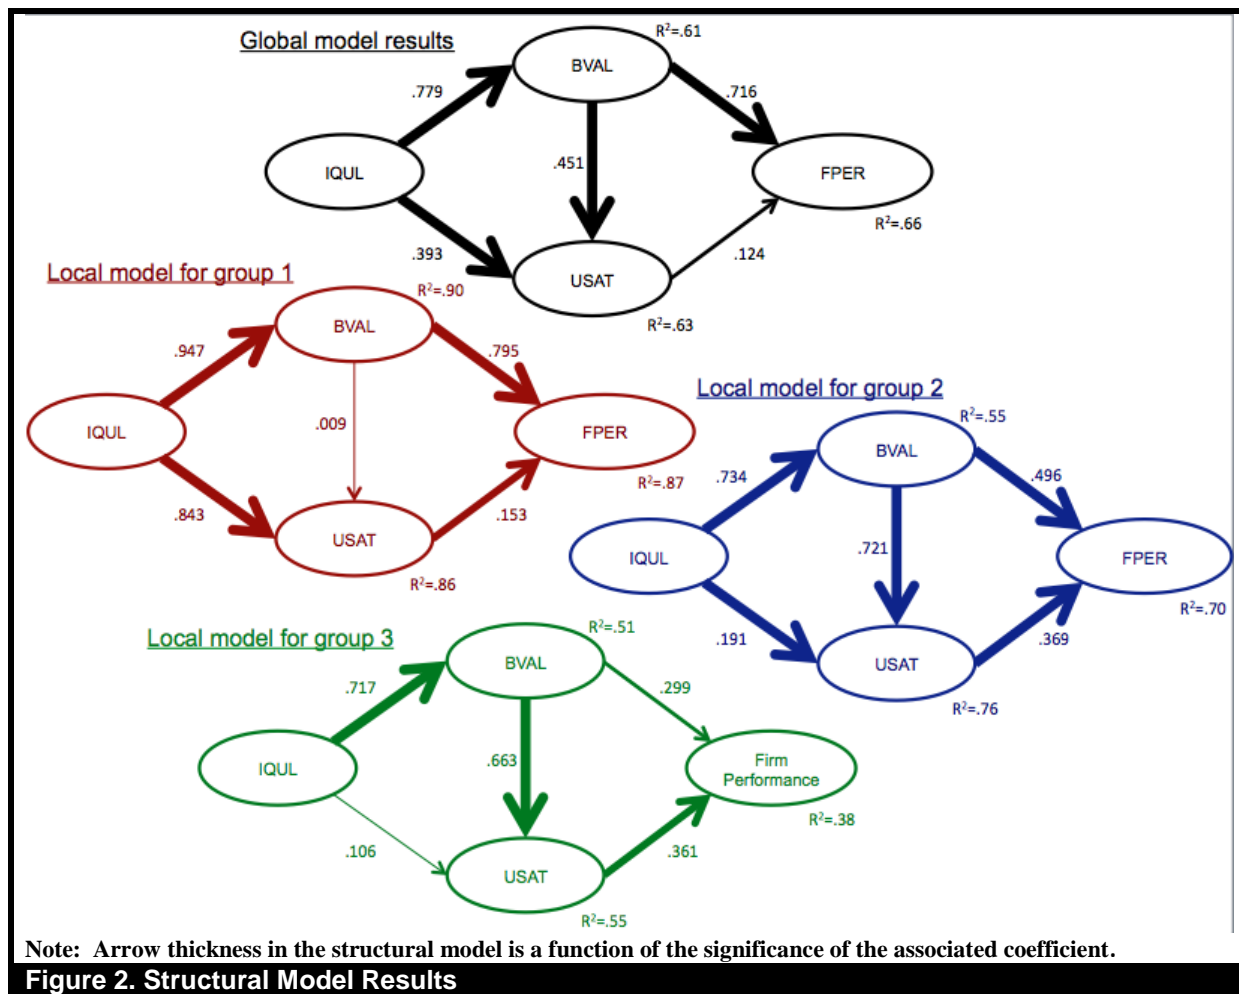 Global model results
R²=.61
BVAL
.779
.716
IQUL
.451
FPER
R²=.66
.393
.124
USAT
R²=.63
Local model for group 1
R²=.90
BVAL
.947
.795
IQUL
.009
FPER
R²=.87
.843
.153
USAT
R²=.86
Local model for group 2
R²=.55
BVAL
.734
.496
IQUL
.721
FPER
R²=.70
.191
.369
USAT
R²=.76
Local model for group 3
R²=.51
BVAL
.717
.299
IQUL
.663
Firm
Performance
R²=.38
.106
.361
USAT
R²=.55
Note: Arrow thickness in the structural model is a function of the significance of the associated coefficient.
Figure 2. Structural Model Results